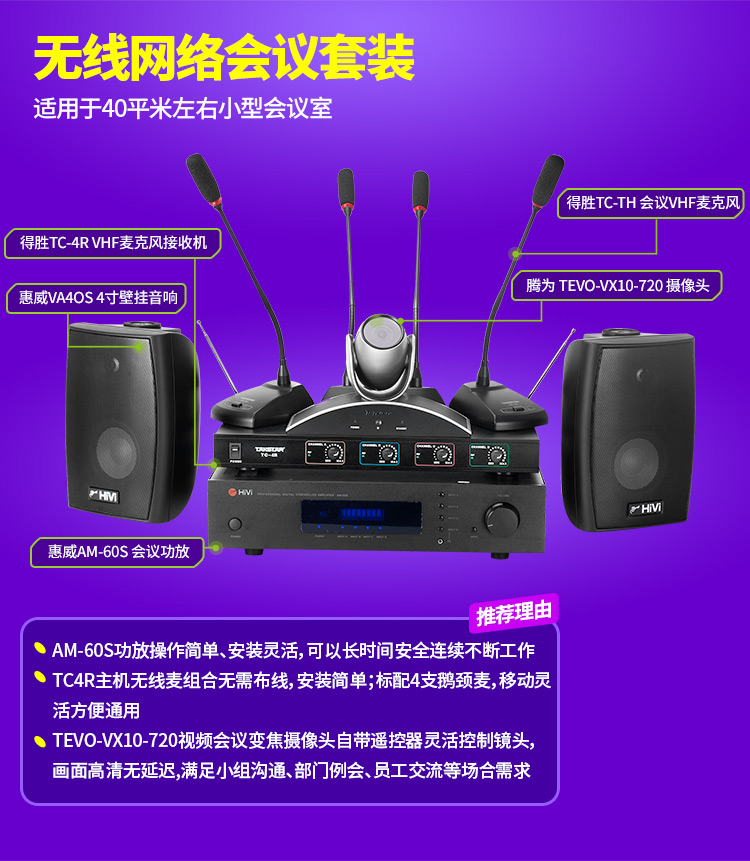 无线网络会议套装
适用于40平米左右小型会议室
得胜TC-TH 会议VHF麦克风
得胜TC-4R VHF麦克风接收机
腾为 TEVO-VX10-720 摄像头
惠威VA4OS 4寸壁挂音响
TAKSTAR
TC-4R
HiVi
HiVi
HiVi
惠威AM-60S 会议功放
推荐理由
AM-60S功放操作简单、安装灵活,可以长时间安全连续不断工作
TC4R主机无线麦组合无需布线,安装简单;标配4支鹅颈麦,移动灵
活方便通用
TEVO-VX10-720视频会议变焦摄像头自带遥控器灵活控制镜头,
画面高清无延迟,满足小组沟通、部门例会、员工交流等场合需求